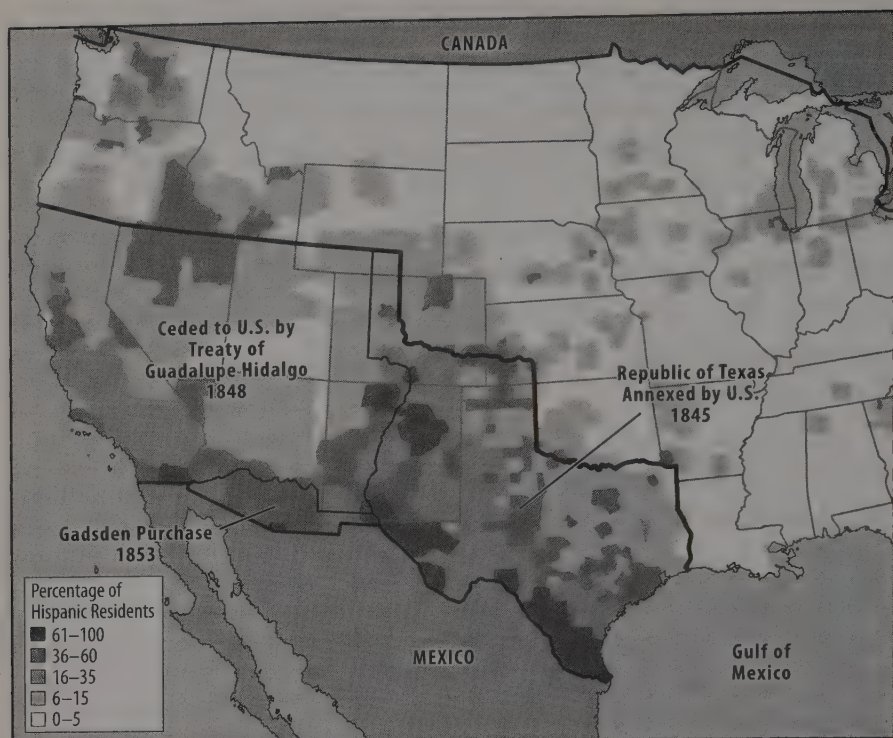 CANADA
Ceded to U.S. by
Treaty of
Guadalupe Hidalgo
1848
Republic of Texas
Annexed by U.S.
1845
Gadsden Purchase
1853
Percentage of
Hispanic Residents
61–100
36–60
16–35
6–15
0–5
MEXICO
Gulf of
Mexico